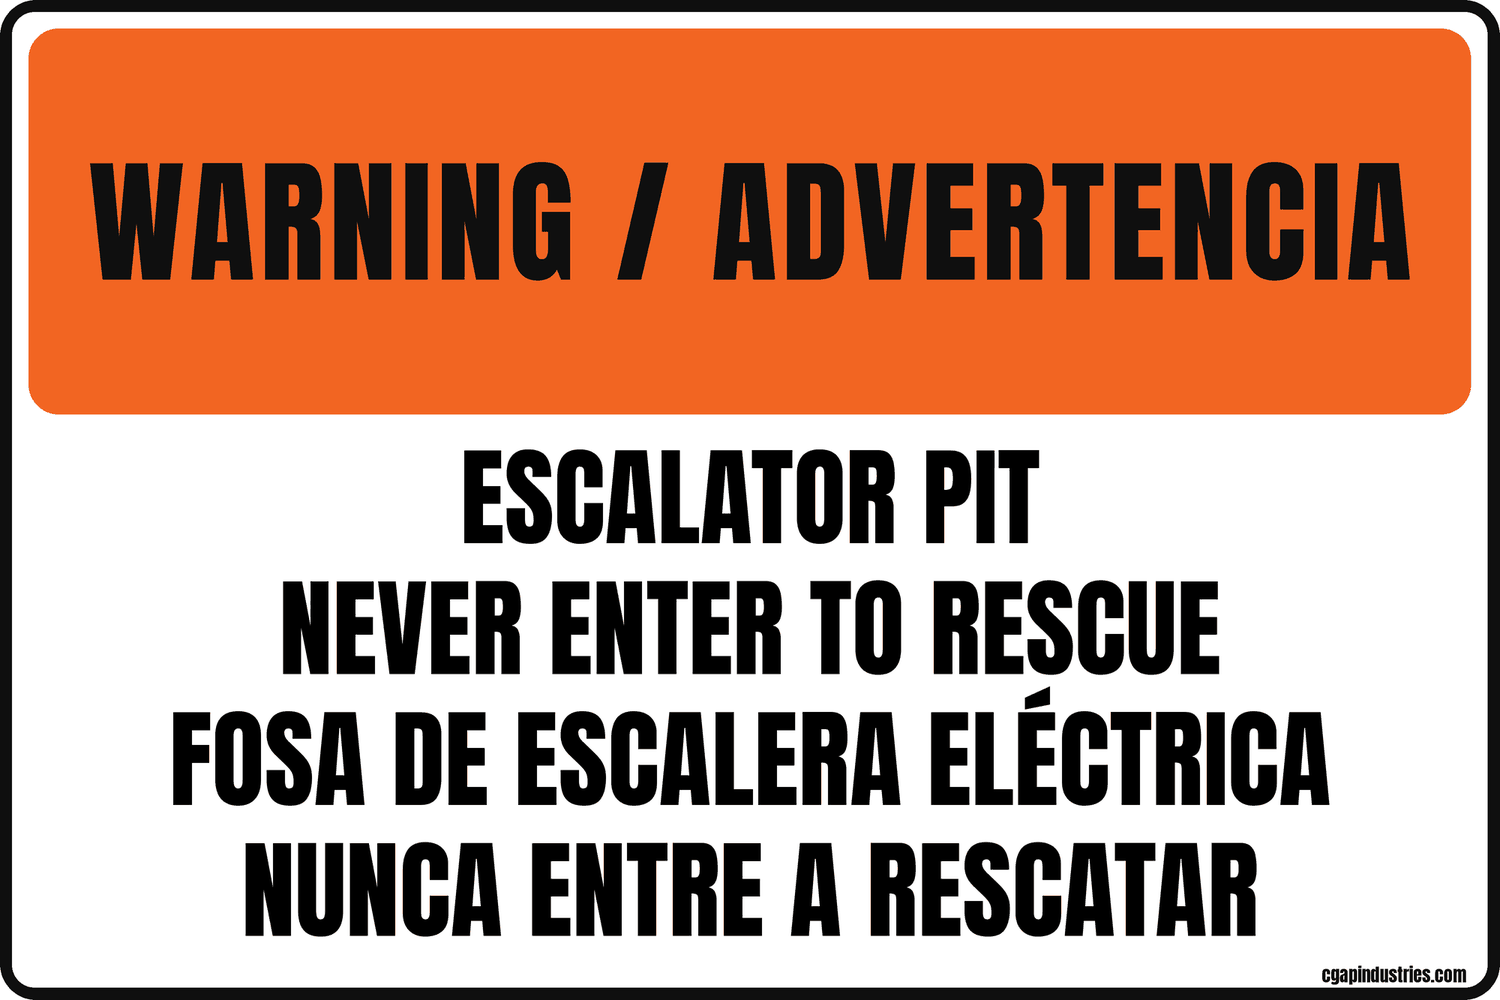 WARNING / ADVERTENCIA
ESCALATOR PIT
NEVER ENTER TO RESCUE
FOSA DE ESCALERA ELÉCTRICA
NUNCA ENTRE A RESCATAR
cgapindustries.com